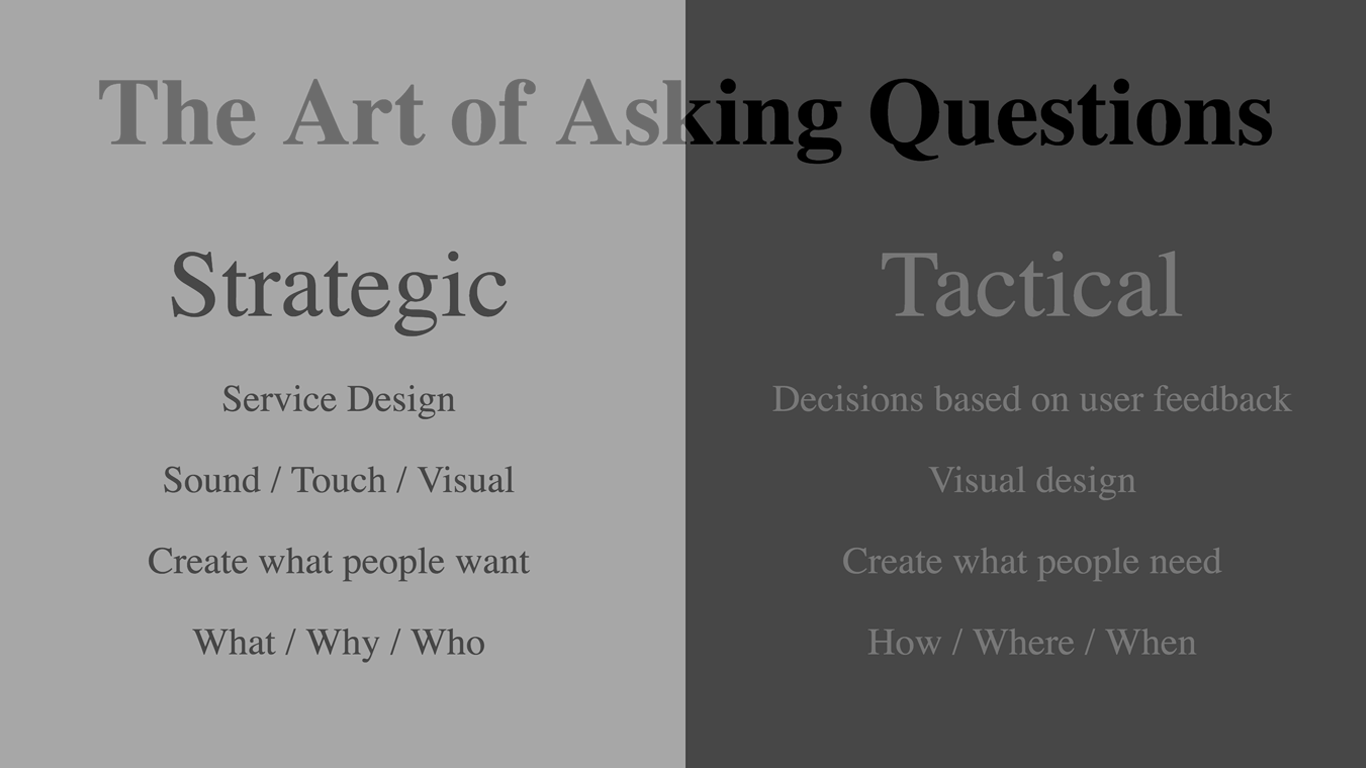 The Art of Asking Questions
Strategic
Service Design
Sound / Touch / Visual
Create what people want
What / Why / Who
Tactical
Decisions based on user feedback
Visual design
Create what people need
How / Where / When